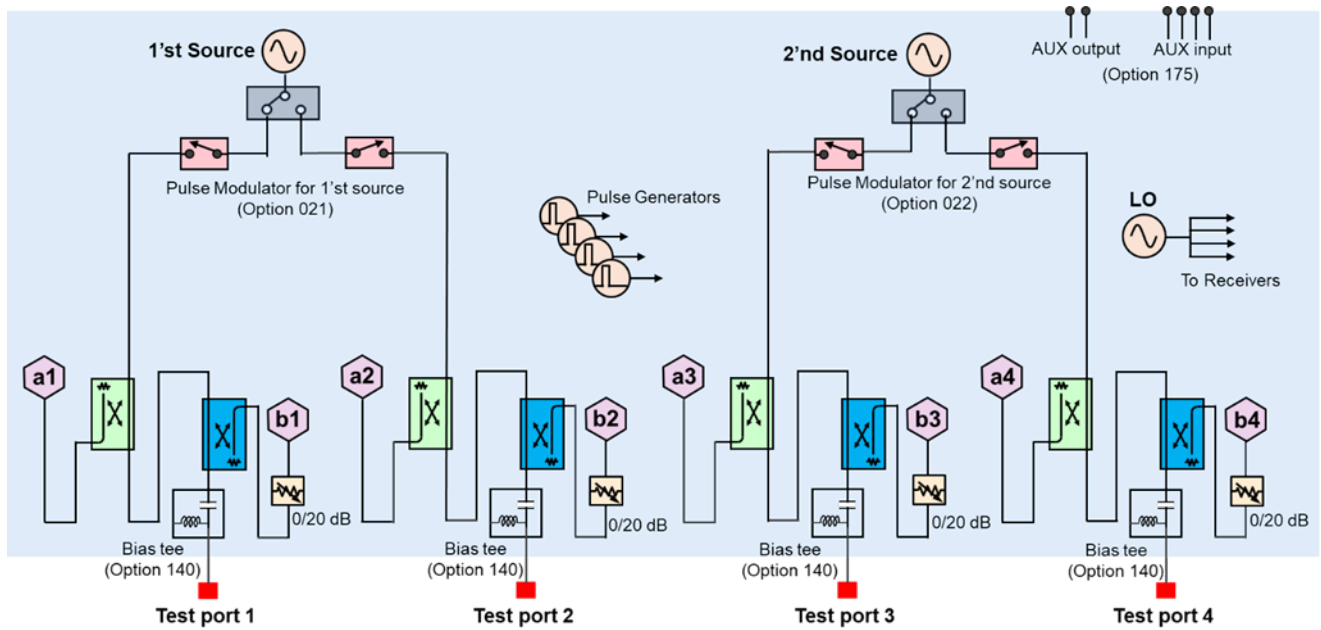 1'st Source
2'nd Source
AUX output
AUX input
(Option 175)
Pulse Modulator for 1'st source
(Option 021)
Pulse Generators
Pulse Modulator for 2'nd source
(Option 022)
LO
To Receivers
a1
b1
a2
b2
a3
b3
a4
b4
0/20 dB
0/20 dB
0/20 dB
0/20 dB
Bias tee
(Option 140)
Bias tee
(Option 140)
Bias tee
(Option 140)
Bias tee
(Option 140)
Test port 1
Test port 2
Test port 3
Test port 4